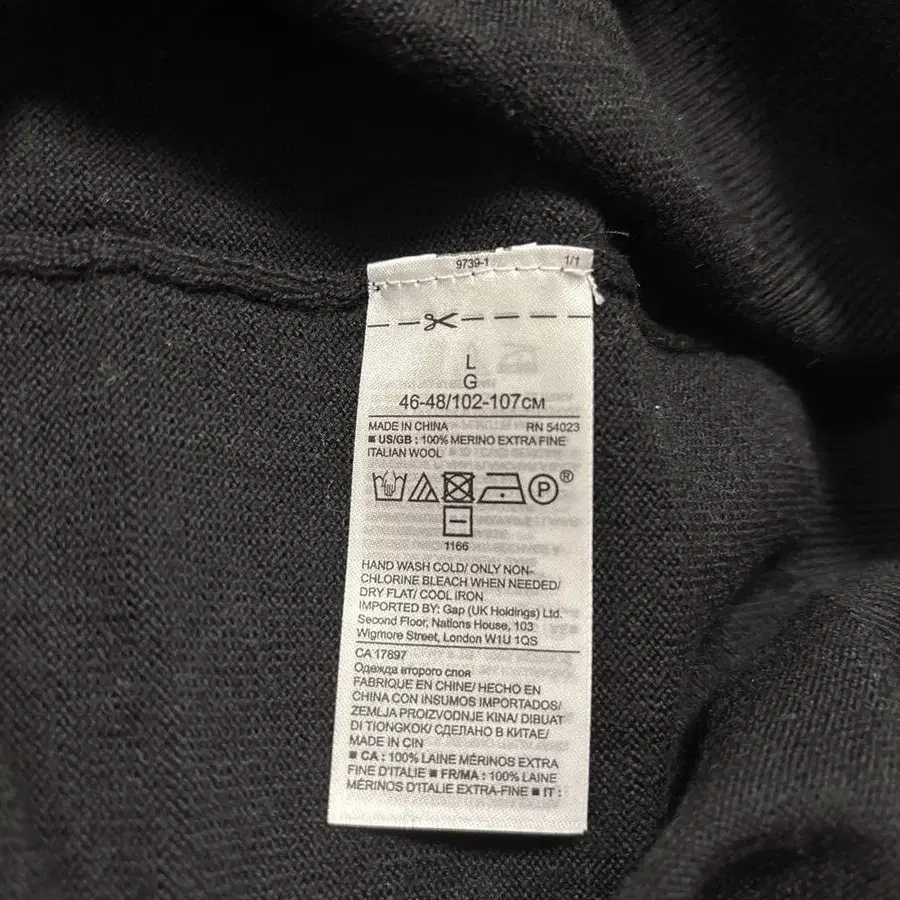 9739-1 1/1
L
G
46-48/102-107CM
MADE IN CHINA RN 54023
■ US/GB : 100% MERINO EXTRA FINE
ITALIAN WOOL
P ®
1166
HAND WASH COLD/ ONLY NON-
CHLORINE BLEACH WHEN NEEDED/
DRY FLAT/ COOL IRON
IMPORTED BY: Gap (UK Holdings) Ltd.
Second Floor, Nations House, 103
Wigmore Street, London W1U 1QS
CA 17897
Одежда второго слоя
FABRIQUE EN CHINE/ HECHO EN
CHINA CON INSUMOS IMPORTADOS/
ZEMLJA PROIZVODNJE KINA/ DIBUAT
DI TIONGKOK/ СДЕЛАНО В КИТАЕ/
MADE IN CIN
■ CA : 100% LAINE MÉRINOS EXTRA
FINE D'ITALIE ■ FR/MA : 100% LAINE
MÉRINOS D'ITALIE EXTRA-FINE ■ IT :